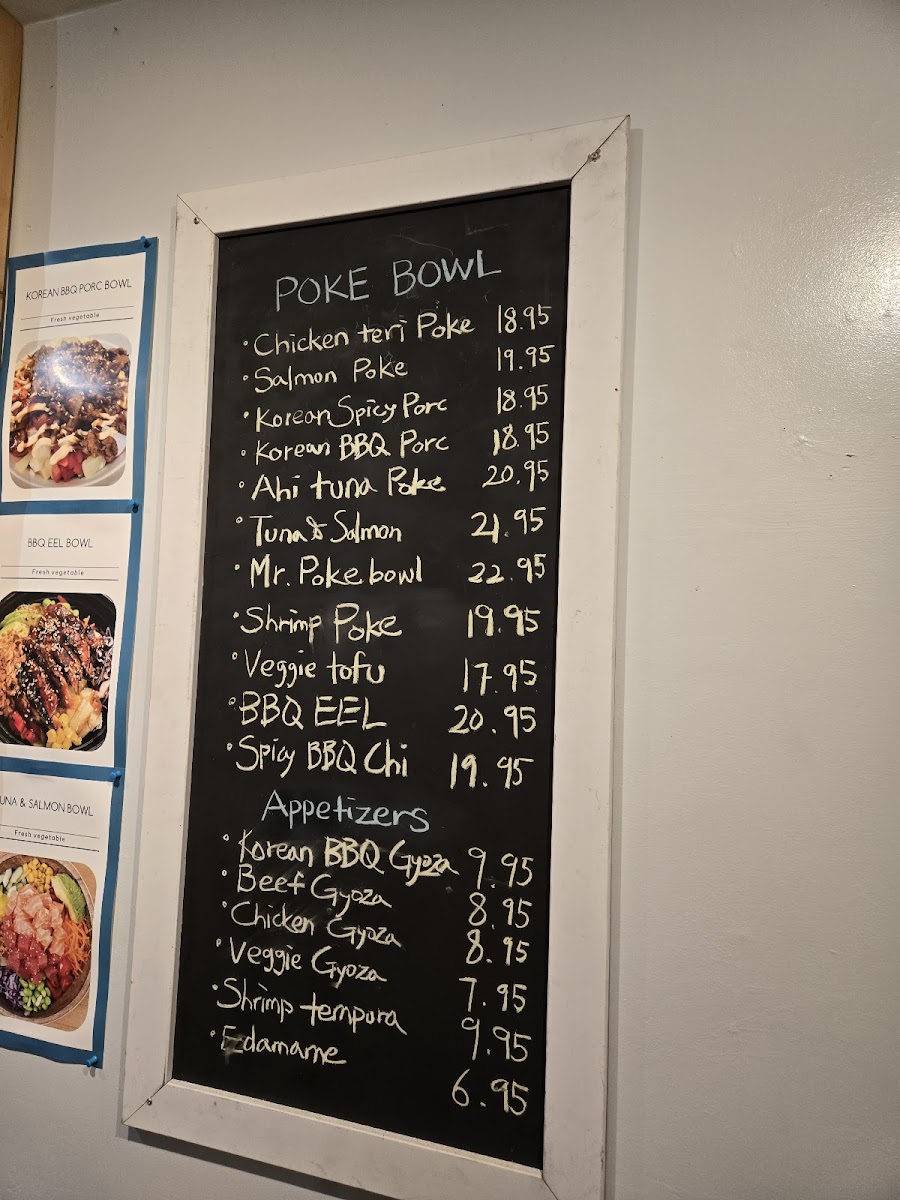 KOREAN BBQ PORC BOWL
Fresh vegetable
BBQ EEL BOWL
Fresh vegetable
UNA & SALMON BOWL
Fresh vegetable
POKE BOWL
• Chicken teri Poke 18.95
• Salmon Poke 19.95
• Korean Spicy Porc 18.95
• Korean BBQ Porc 18.95
• Ahi tuna Poke 20.95
• Tuna & Salmon 21.95
• Mr. Poke bowl 22.95
• Shrimp Poke 19.95
• Veggie tofu 17.95
• BBQ EEL 20.95
• Spicy BBQ Chi 19.95
Appetizers
• Korean BBQ Gyoza 9.95
• Beef Gyoza 8.95
• Chicken Gyoza 8.95
• Veggie Gyoza 7.95
• Shrimp tempura 9.95
• Edamame 6.95